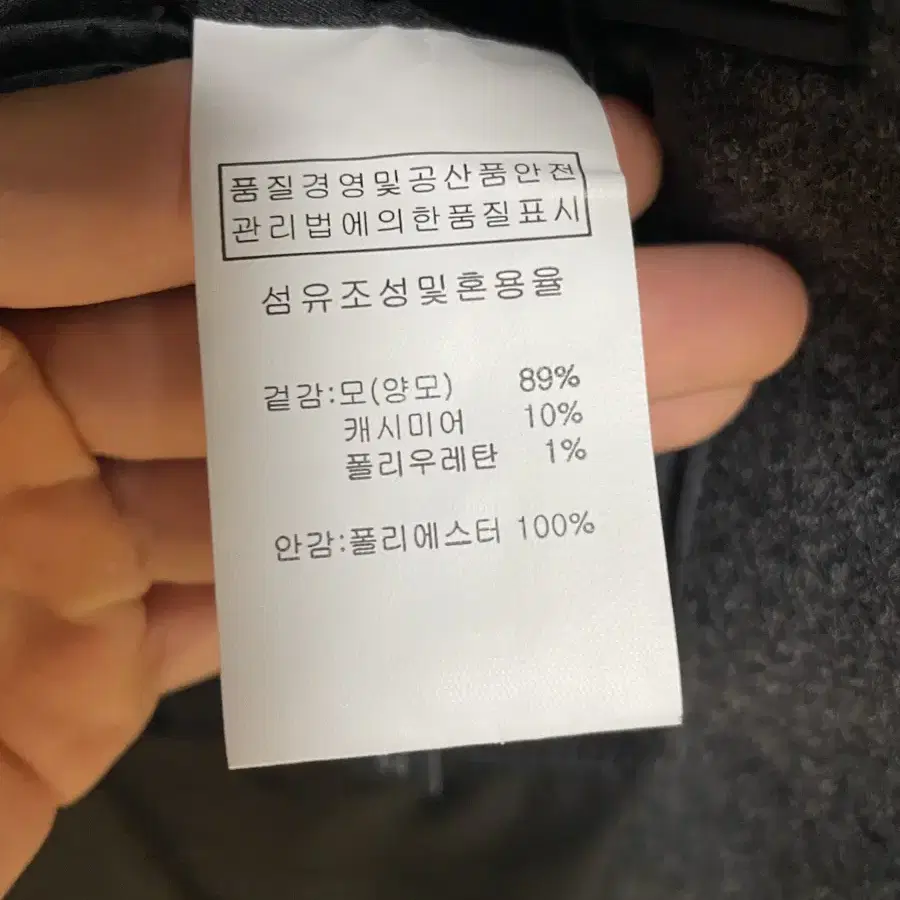 품질경영및공산품안전
관리법에의한품질표시
섬유조성및혼용율
겉감:모(양모) 89%
캐시미어 10%
폴리우레탄 1%
안감:폴리에스터 100%